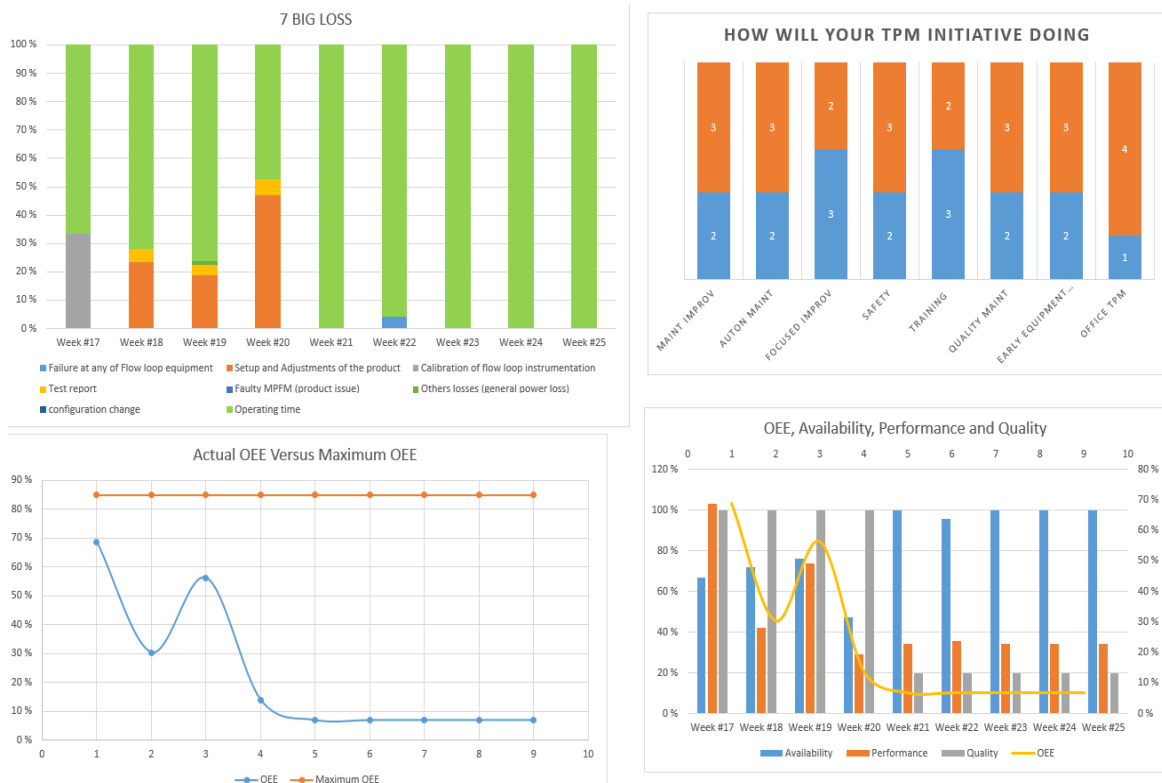 7 BIG LOSS
100 %
90 %
80 %
70 %
60 %
50 %
40 %
30 %
20 %
10 %
0 %
Week #17 Week #18 Week #19 Week #20 Week #21 Week #22 Week #23 Week #24 Week #25
Failure at any of Flow loop equipment Setup and Adjustments of the product Calibration of flow loop instrumentation
Test report Faulty MPFM (product issue) Others losses (general power loss)
configuration change Operating time
HOW WILL YOUR TPM INITIATIVE DOING
3 3 2 3 2 3 3 4
2 2 3 2 3 2 2 1
MAINT IMPROV
AUTON MAINT
FOCUSED IMPROV
SAFETY
TRAINING
QUALITY MAINT
EARLY EQUIPMENT...
OFFICE TPM
Actual OEE Versus Maximum OEE
90 %
80 %
70 %
60 %
50 %
40 %
30 %
20 %
10 %
0 %
0 1 2 3 4 5 6 7 8 9 10
OEE Maximum OEE
OEE, Availability, Performance and Quality
0 1 2 3 4 5 6 7 8 9 10
120 %
100 %
80 %
60 %
40 %
20 %
0 %
80 %
70 %
60 %
50 %
40 %
30 %
20 %
10 %
0 %
Week #17 Week #18 Week #19 Week #20 Week #21 Week #22 Week #23 Week #24 Week #25
Availability Performance Quality OEE